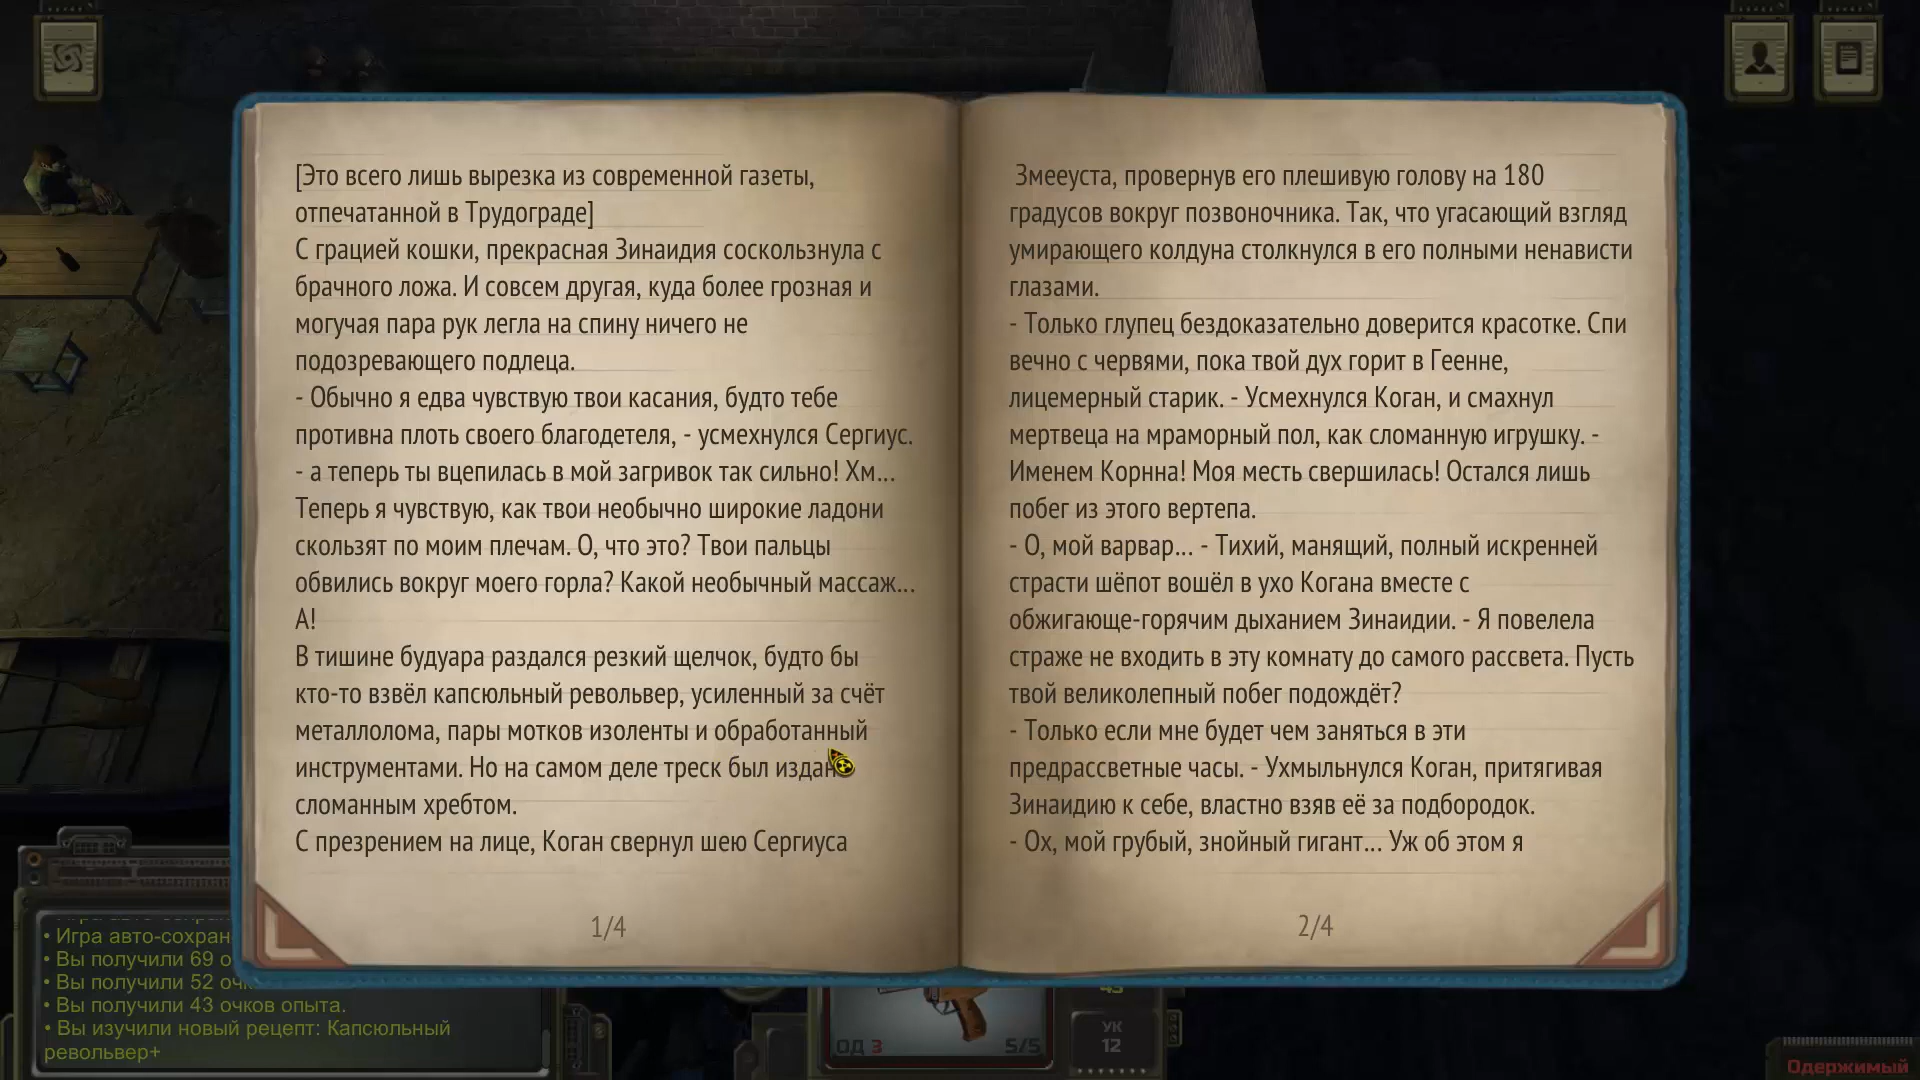 [Это всего лишь вырезка из современной газеты,
отпечатанной в Трудограде]
С грацией кошки, прекрасная Зинаидия соскользнула с
брачного ложа. И совсем другая, куда более грозная и
могучая пара рук легла на спину ничего не
подозревающего подлеца.
- Обычно я едва чувствую твои касания, будто тебе
противна плоть своего благодетеля, - усмехнулся Сергиус.
- а теперь ты вцепилась в мой загривок так сильно! Хм...
Теперь я чувствую, как твои необычно широкие ладони
скользят по моим плечам. О, что это? Твои пальцы
обвились вокруг моего горла? Какой необычный массаж...
А!
В тишине будуара раздался резкий щелчок, будто бы
кто-то взвёл капсюльный револьвер, усиленный за счёт
металлолома, пары мотков изоленты и обработанный
инструментами. Но на самом деле треск был издан
сломанным хребтом.
С презрением на лице, Коган свернул шею Сергиуса
1/4
Змееуста, провернув его плешивую голову на 180
градусов вокруг позвоночника. Так, что угасающий взгляд
умирающего колдуна столкнулся в его полными ненависти
глазами.
- Только глупец бездоказательно доверится красотке. Спи
вечно с червями, пока твой дух горит в Геенне,
лицемерный старик. - Усмехнулся Коган, и смахнул
мертвеца на мраморный пол, как сломанную игрушку. -
Именем Корнна! Моя месть свершилась! Остался лишь
побег из этого вертепа.
- О, мой варвар... - Тихий, манящий, полный искренней
страсти шёпот вошёл в ухо Когана вместе с
обжигающе-горячим дыханием Зинаидии. - Я повелела
страже не входить в эту комнату до самого рассвета. Пусть
твой великолепный побег подождёт?
- Только если мне будет чем заняться в эти
предрассветные часы. - Ухмыльнулся Коган, притягивая
Зинаидию к себе, властно взяв её за подбородок.
- Ох, мой грубый, знойный гигант... Уж об этом я
2/4
• Игра авто-сохран
• Вы получили 69 о
• Вы получили 52 очк
• Вы получили 43 очков опыта.
• Вы изучили новый рецепт: Капсюльный
револьвер+
ОД 3
5/5
43
УК
12
Одержимый